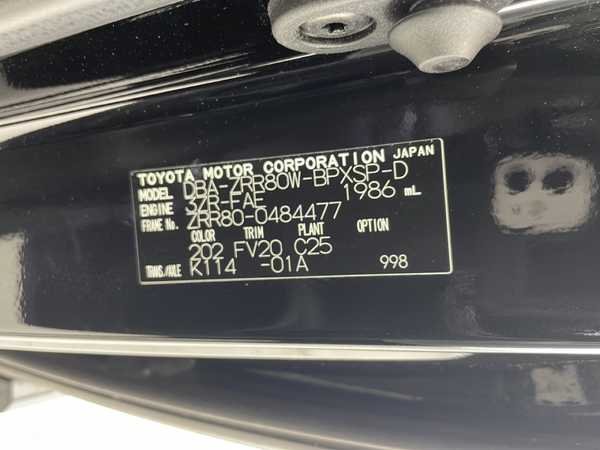 TOYOTA MOTOR CORPORATION JAPAN
MODEL DBA-ZRR80W-BPXSP-D
ENGINE 3ZR-FAE 1986 mL
FRAME No. ZRR80-0484477
COLOR TRIM PLANT OPTION
202 FV20 C25
TRANS./AXLE K114 -01A 998